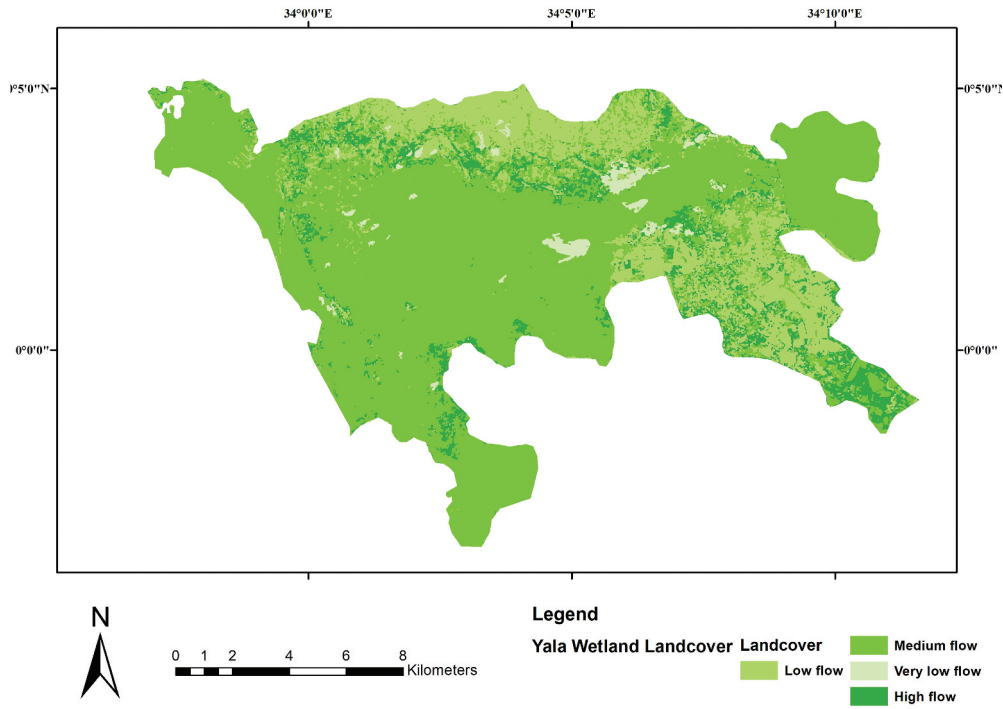 34°0'0"E 34°5'0"E 34°10'0"E
0°5'0"N 0°5'0"N
0°0'0" 0°0'0"
N
0 1 2 4 6 8
Kilometers
Legend
Yala Wetland Landcover Landcover Medium flow
Low flow Very low flow
High flow